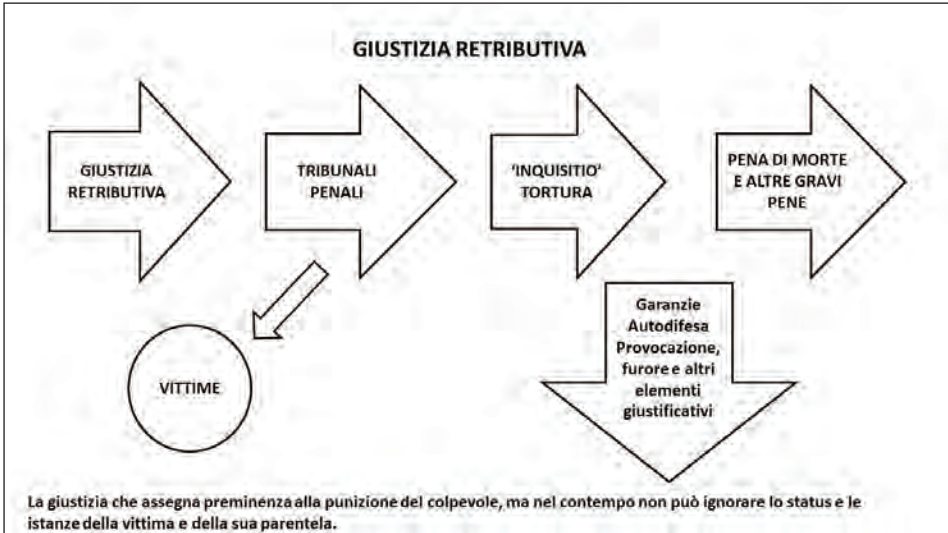 GIUSTIZIA RETRIBUTIVA
GIUSTIZIA
RETRIBUTIVA
TRIBUNALI
PENALI
'INQUISITIO'
TORTURA
PENA DI MORTE
E ALTRE GRAVI
PENE
VITTIME
Garanzie
Autodifesa
Provocazione,
furore e altri
elementi
giustificativi
La giustizia che assegna preminenza alla punizione del colpevole, ma nel contempo non può ignorare lo status e le
istanze della vittima e della sua parentela.